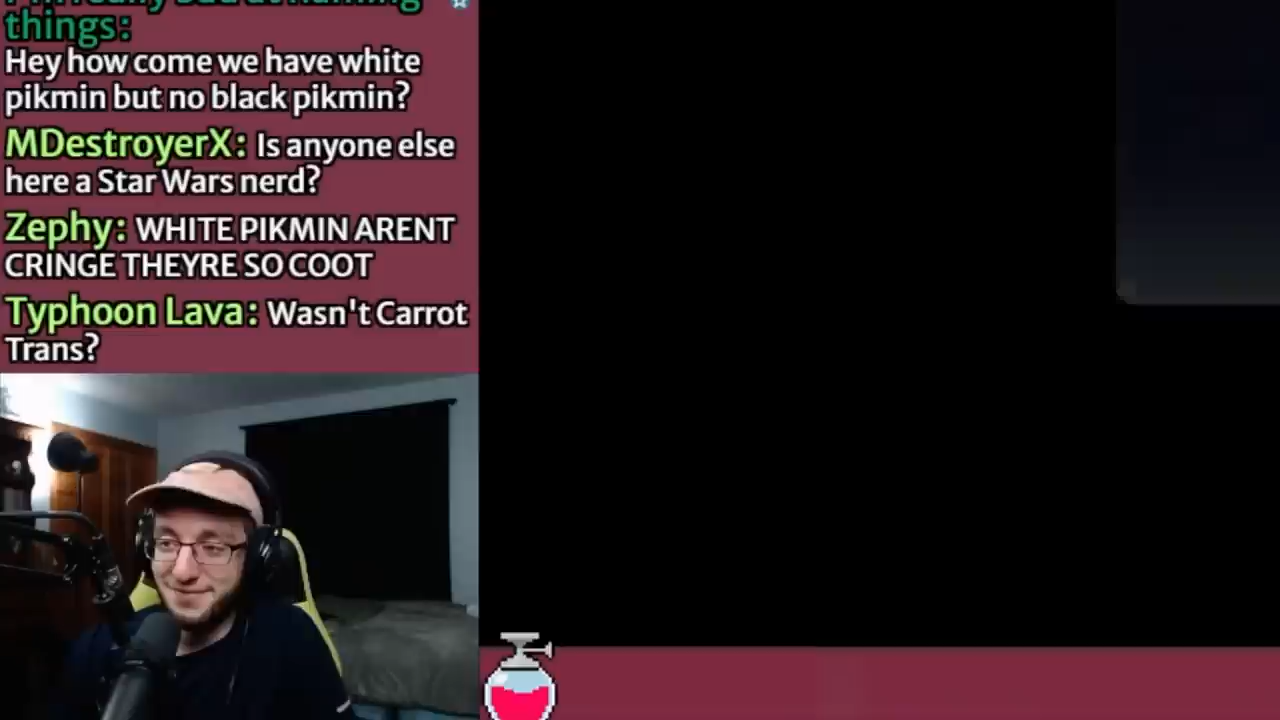 things:
Hey how come we have white
pikmin but no black pikmin?
MDestroyerX: Is anyone else
here a Star Wars nerd?
Zephy: WHITE PIKMIN ARENT
CRINGE THEYRE SO COOT
Typhoon Lava: Wasn't Carrot
Trans?